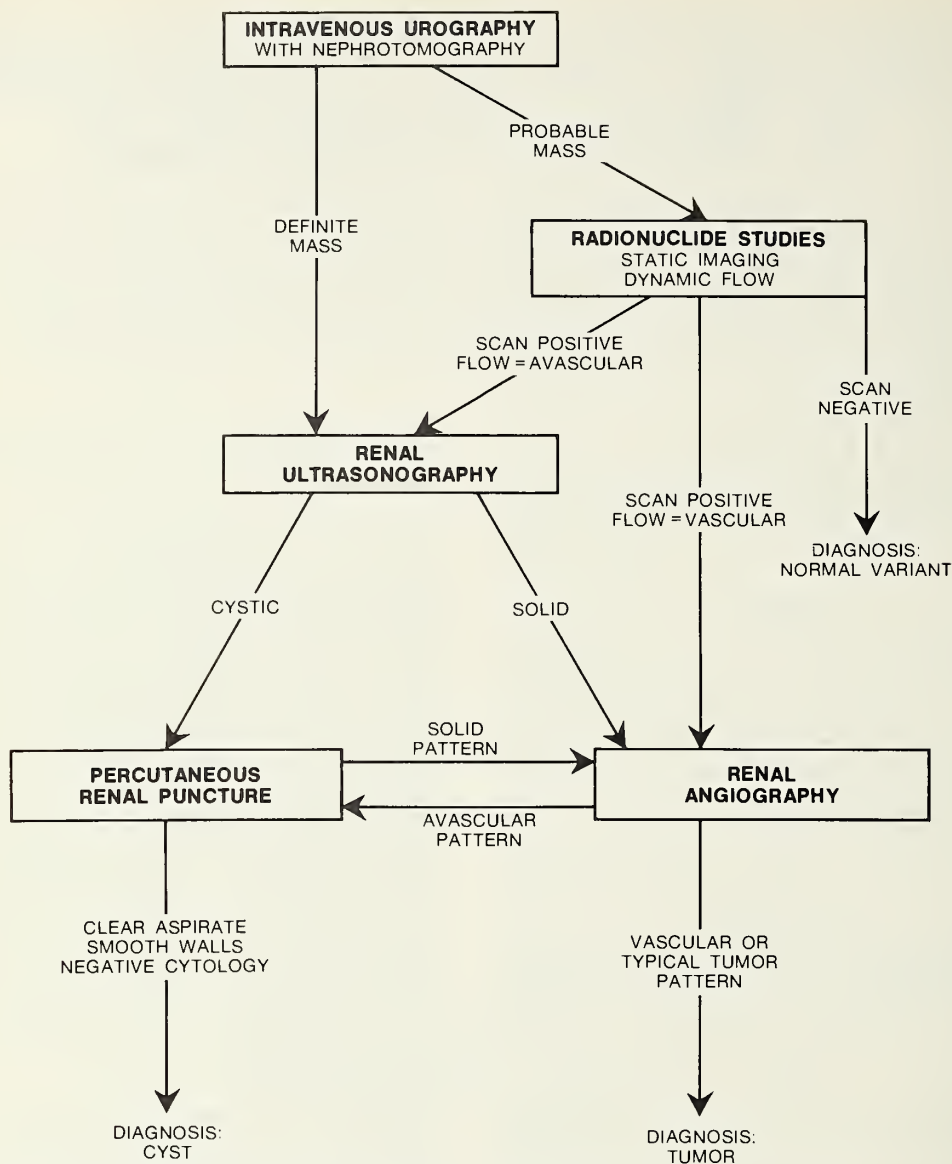 INTRAVENOUS UROGRAPHY
WITH NEPHROTOMOGRAPHY
PROBABLE
MASS
DEFINITE
MASS
RADIONUCLIDE STUDIES
STATIC IMAGING
DYNAMIC FLOW
SCAN POSITIVE
FLOW = AVASCULAR
SCAN
NEGATIVE
RENAL
ULTRASONOGRAPHY
SCAN POSITIVE
FLOW = VASCULAR
DIAGNOSIS:
NORMAL VARIANT
CYSTIC
SOLID
SOLID
PATTERN
PERCUTANEOUS
RENAL PUNCTURE
RENAL
ANGIOGRAPHY
AVASCULAR
PATTERN
CLEAR ASPIRATE
SMOOTH WALLS
NEGATIVE CYTOLOGY
VASCULAR OR
TYPICAL TUMOR
PATTERN
DIAGNOSIS:
CYST
DIAGNOSIS:
TUMOR